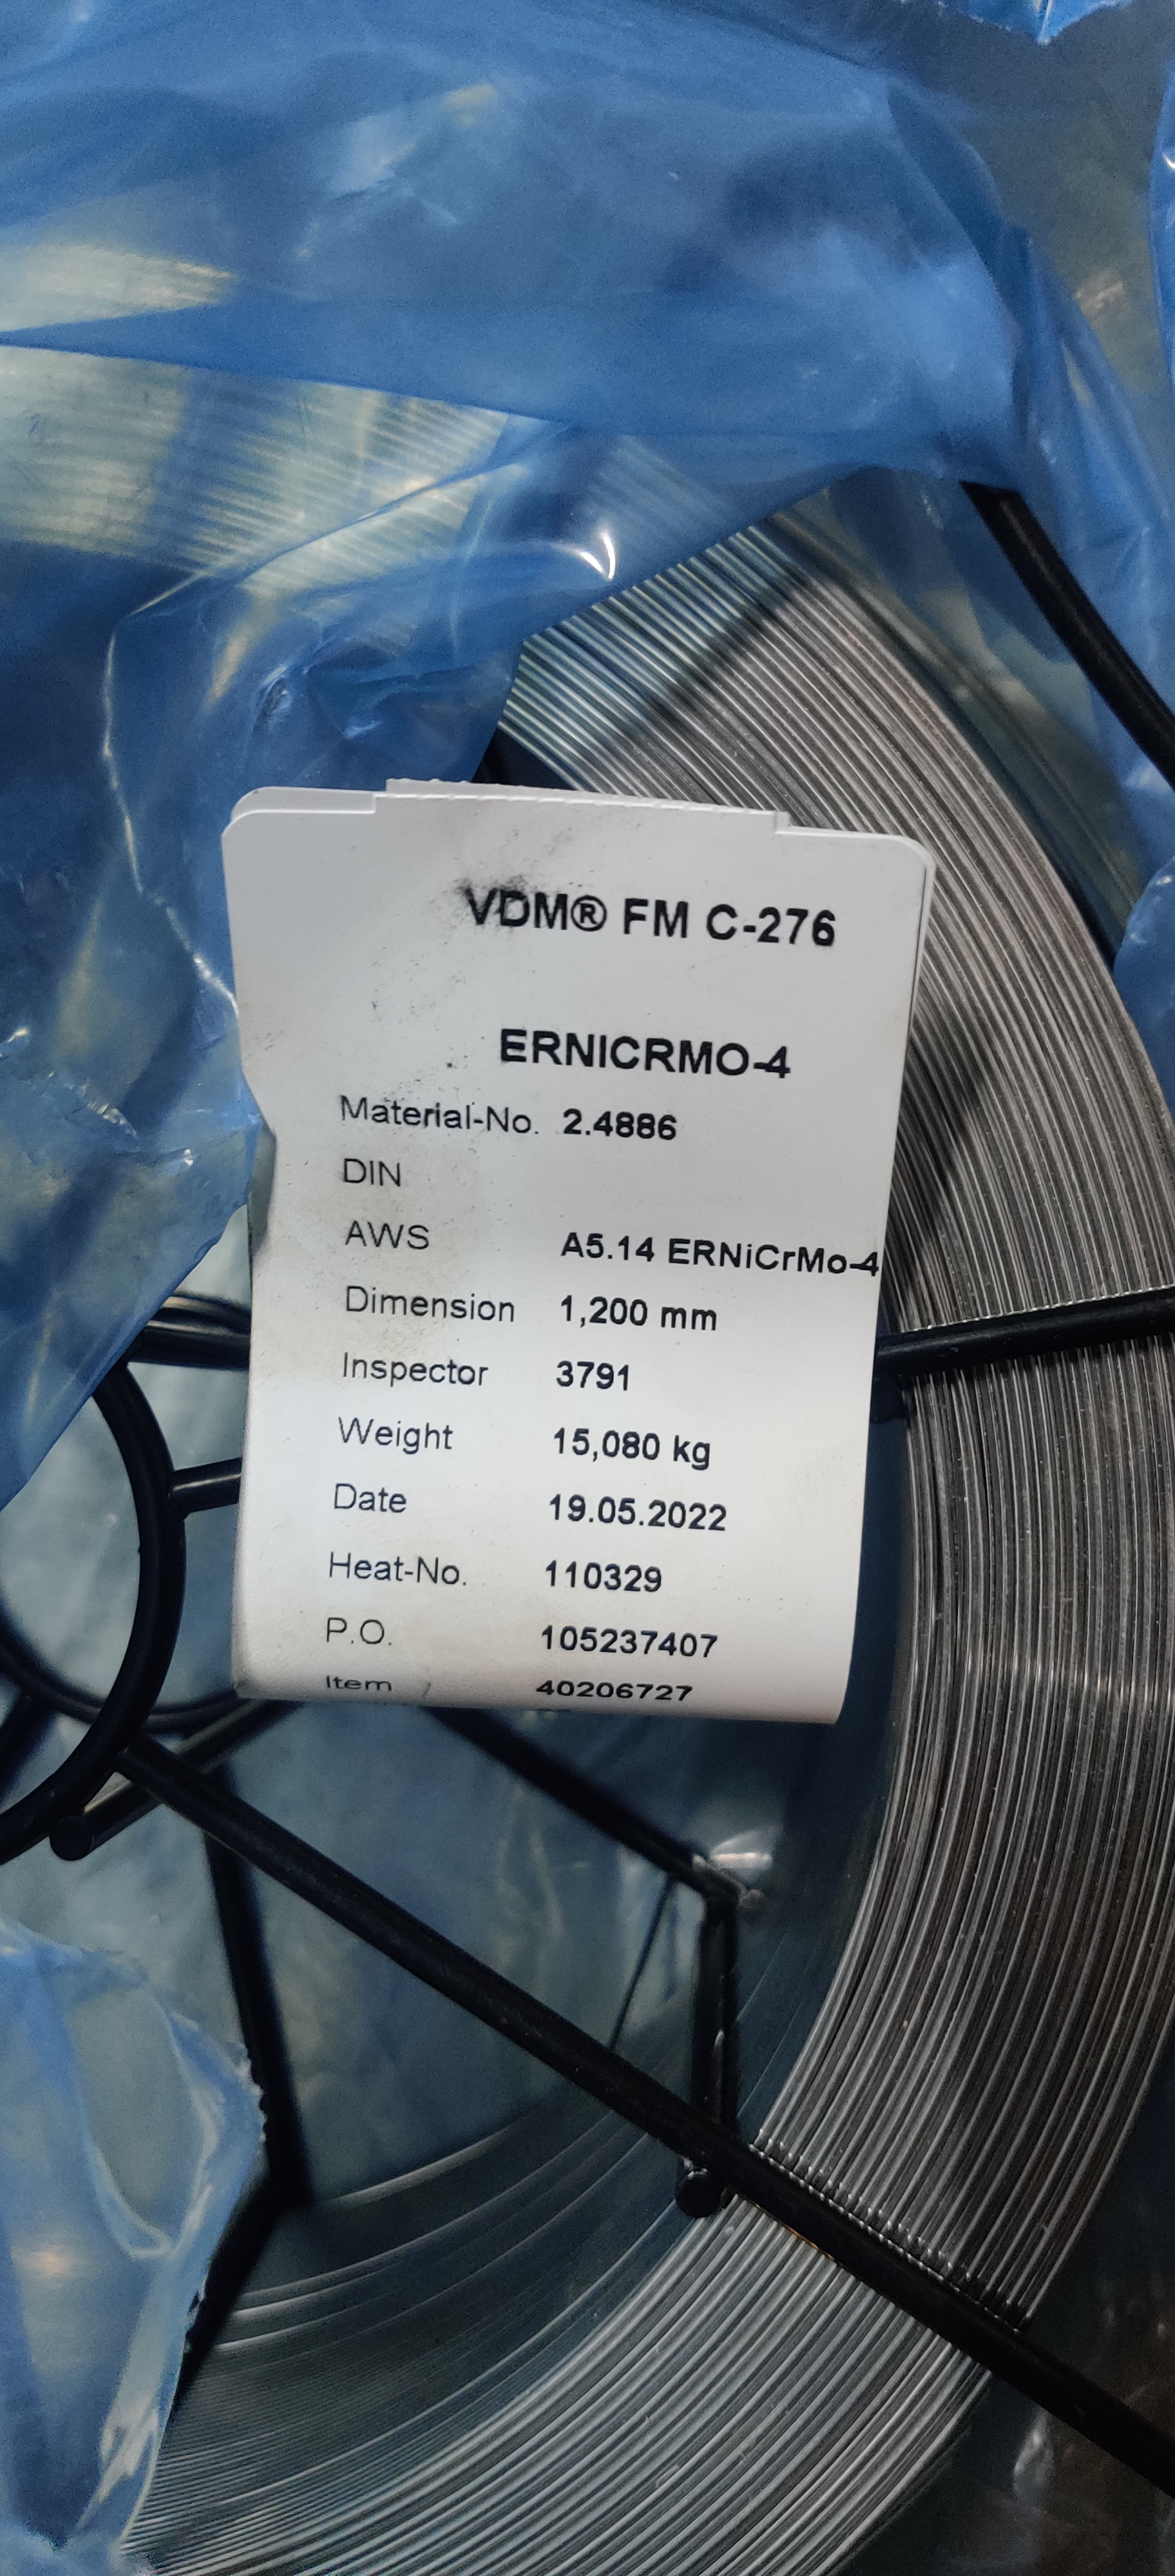 VDM® FM C-276
ERNICRMO-4
Material-No. 2.4886
DIN
AWS A5.14 ERNiCrMo-4
Dimension 1,200 mm
Inspector 3791
Weight 15,080 kg
Date 19.05.2022
Heat-No. 110329
P.O. 105237407
Item 40206727